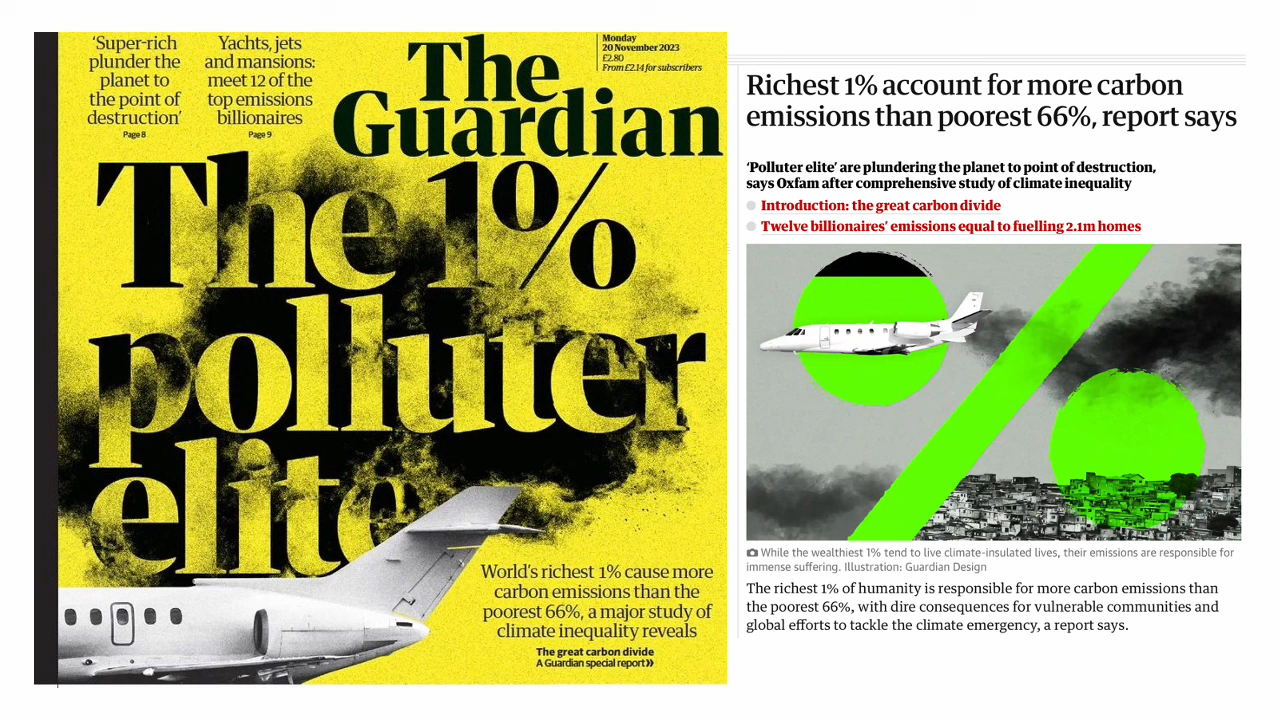 ‘Super-rich
plunder the
planet to
the point of
destruction’
Page 8
Yachts, jets
and mansions:
meet 12 of the
top emissions
billionaires
Page 9
Monday
20 November 2023
£2.80
From £2.14 for subscribers
The
Guardian
The 1%
polluter
elite
World’s richest 1% cause more
carbon emissions than the
poorest 66%, a major study of
climate inequality reveals
The great carbon divide
A Guardian special report»
Richest 1% account for more carbon
emissions than poorest 66%, report says
‘Polluter elite’ are plundering the planet to point of destruction,
says Oxfam after comprehensive study of climate inequality
Introduction: the great carbon divide
Twelve billionaires’ emissions equal to fuelling 2.1m homes
%
While the wealthiest 1% tend to live climate-insulated lives, their emissions are responsible for
immense suffering. Illustration: Guardian Design
The richest 1% of humanity is responsible for more carbon emissions than
the poorest 66%, with dire consequences for vulnerable communities and
global efforts to tackle the climate emergency, a report says.